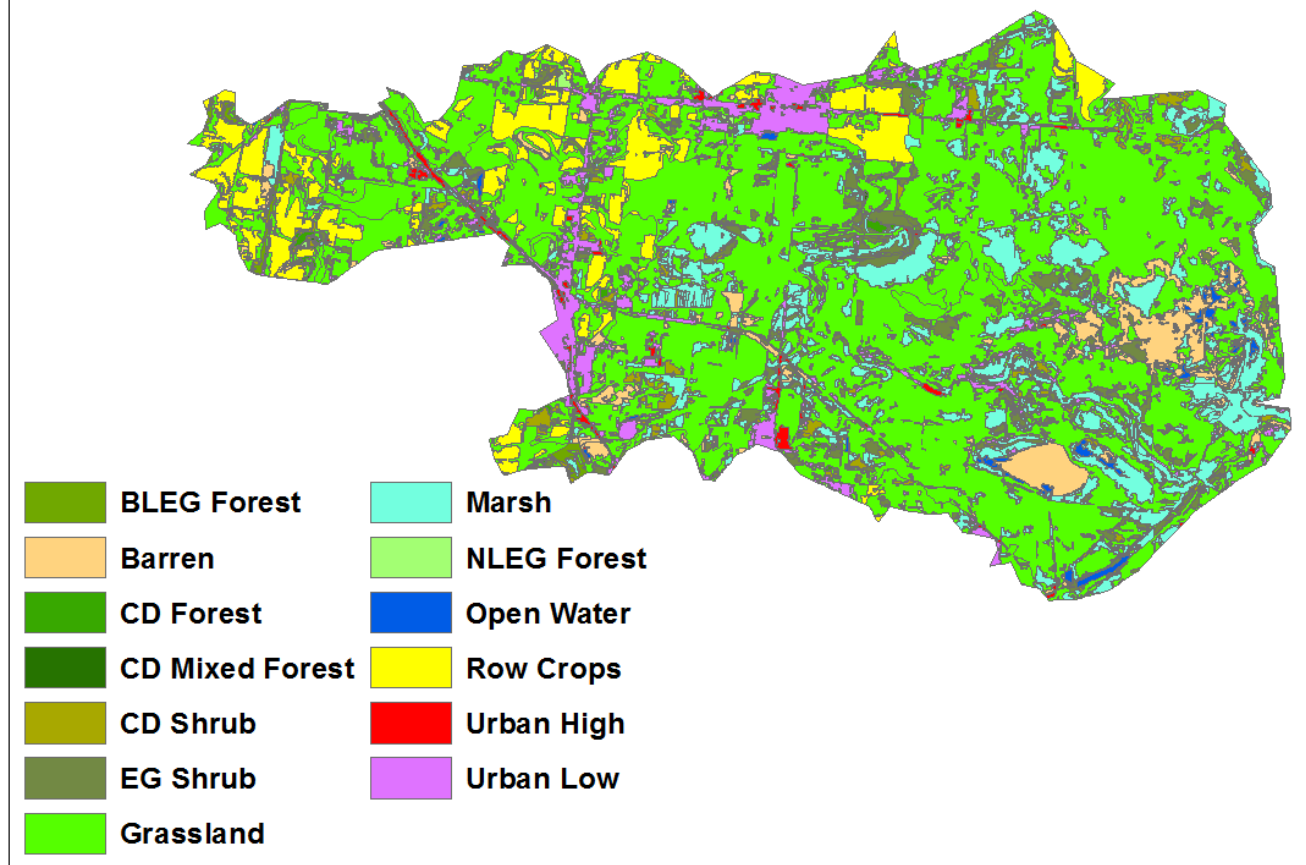 BLEG Forest
Barren
CD Forest
CD Mixed Forest
CD Shrub
EG Shrub
Grassland
Marsh
NLEG Forest
Open Water
Row Crops
Urban High
Urban Low